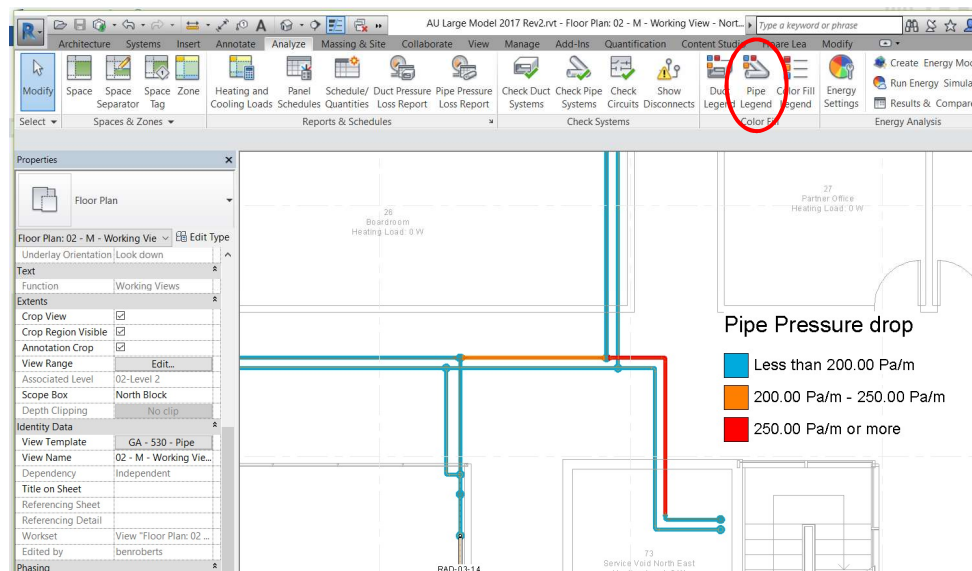 AU Large Model 2017 Rev2.rvt - Floor Plan: 02 - M - Working View - Nort...
Type a keyword or phrase
Architecture Systems Insert Annotate Analyze Massing & Site Collaborate View Manage Add-Ins Quantification Content Studio Lea Modify
Modify Space Space Separator Space Tag Zone Heating and Cooling Loads Panel Schedules Schedule/ Quantities Duct Pressure Loss Report Pipe Pressure Loss Report Check Duct Systems Check Pipe Systems Check Circuits Show Disconnects Duct Legend Pipe Legend Color Fill Legend Energy Settings
Create Energy Mod
Run Energy Simula
Results & Compare
Select Spaces & Zones Reports & Schedules Check Systems Color Fill Energy Analysis
Properties
Floor Plan
Floor Plan: 02 - M - Working Vie Edit Type
Underlay Orientation Look down
Text
Function Working Views
Extents
Crop View
Crop Region Visible
Annotation Crop
View Range Edit...
Associated Level 02-Level 2
Scope Box North Block
Depth Clipping No clip
Identity Data
View Template GA - 530 - Pipe
View Name 02 - M - Working Vie...
Dependency Independent
Title on Sheet
Referencing Sheet
Referencing Detail
Workset View "Floor Plan: 02 ...
Edited by benroberts
Phasing
26
Boardroom
Heating Load: 0 W
27
Partner Office
Heating Load: 0 W
Pipe Pressure drop
Less than 200.00 Pa/m
200.00 Pa/m - 250.00 Pa/m
250.00 Pa/m or more
73
Service Void North East
RAD-03-14